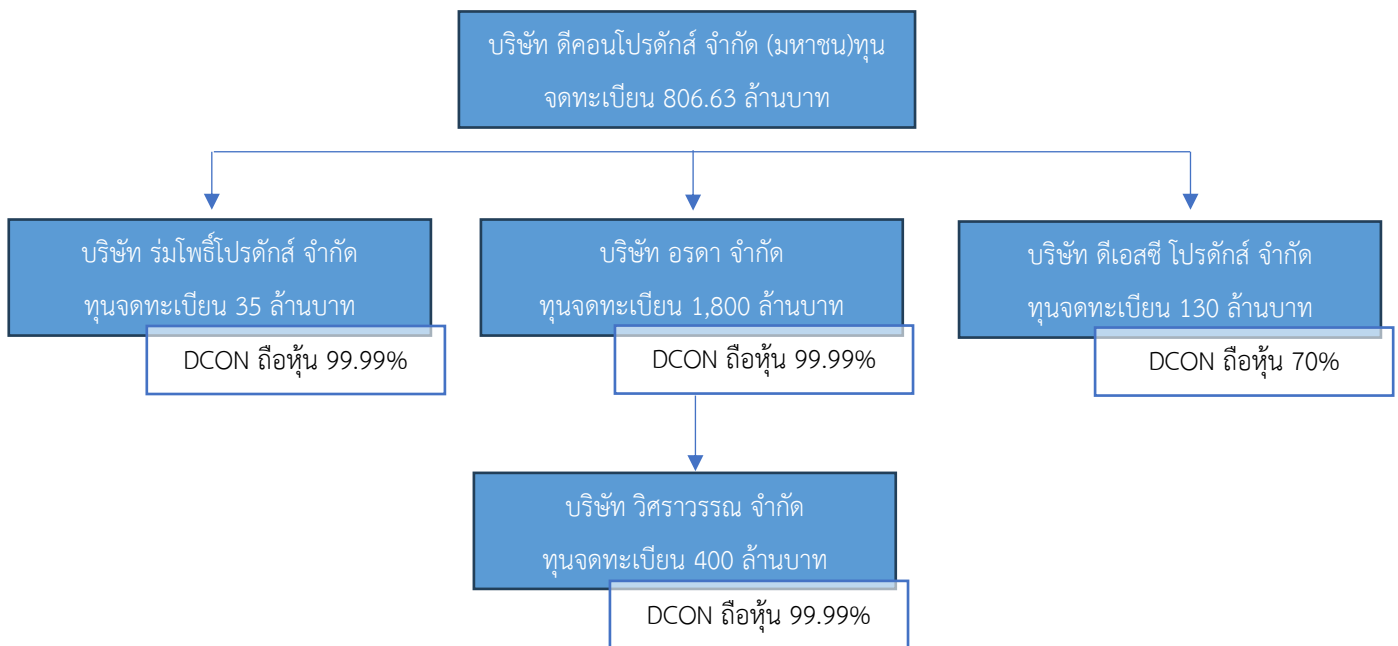 บริษัท ดีคอนโปรดักส์ จำกัด (มหาชน)ทุน
จดทะเบียน 806.63 ล้านบาท
บริษัท ร่มโพธิ์โปรดักส์ จำกัด
ทุนจดทะเบียน 35 ล้านบาท
DCON ถือหุ้น 99.99%
บริษัท อรดา จำกัด
ทุนจดทะเบียน 1,800 ล้านบาท
DCON ถือหุ้น 99.99%
บริษัท ดีเอสซี โปรดักส์ จำกัด
ทุนจดทะเบียน 130 ล้านบาท
DCON ถือหุ้น 70%
บริษัท วิศราวรรณ จำกัด
ทุนจดทะเบียน 400 ล้านบาท
DCON ถือหุ้น 99.99%